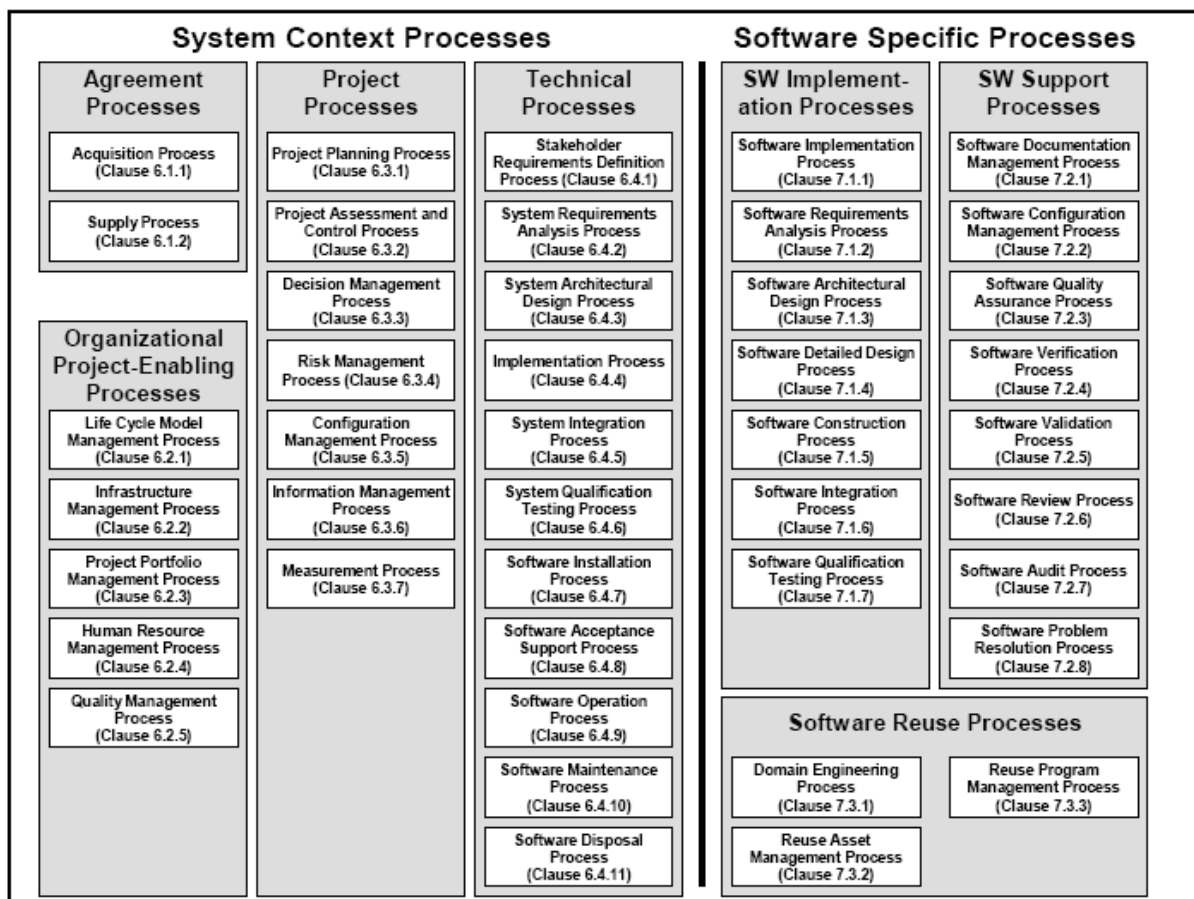 System Context Processes
Software Specific Processes
Agreement
Processes
Acquisition Process
(Clause 6.1.1)
Supply Process
(Clause 6.1.2)
Organizational
Project-Enabling
Processes
Life Cycle Model
Management Process
(Clause 6.2.1)
Infrastructure
Management Process
(Clause 6.2.2)
Project Portfolio
Management Process
(Clause 6.2.3)
Human Resource
Management Process
(Clause 6.2.4)
Quality Management
Process
(Clause 6.2.5)
Project
Processes
Project Planning Process
(Clause 6.3.1)
Project Assessment and
Control Process
(Clause 6.3.2)
Decision Management
Process
(Clause 6.3.3)
Risk Management
Process (Clause 6.3.4)
Configuration
Management Process
(Clause 6.3.5)
Information Management
Process
(Clause 6.3.6)
Measurement Process
(Clause 6.3.7)
Technical
Processes
Stakeholder
Requirements Definition
Process (Clause 6.4.1)
System Requirements
Analysis Process
(Clause 6.4.2)
System Architectural
Design Process
(Clause 6.4.3)
Implementation Process
(Clause 6.4.4)
System Integration
Process
(Clause 6.4.5)
System Qualification
Testing Process
(Clause 6.4.6)
Software Installation
Process
(Clause 6.4.7)
Software Acceptance
Support Process
(Clause 6.4.8)
Software Operation
Process
(Clause 6.4.9)
Software Maintenance
Process
(Clause 6.4.10)
Software Disposal
Process
(Clause 6.4.11)
SW Implement-
ation Processes
Software Implementation
Process
(Clause 7.1.1)
Software Requirements
Analysis Process
(Clause 7.1.2)
Software Architectural
Design Process
(Clause 7.1.3)
Software Detailed Design
Process
(Clause 7.1.4)
Software Construction
Process
(Clause 7.1.5)
Software Integration
Process
(Clause 7.1.6)
Software Qualification
Testing Process
(Clause 7.1.7)
SW Support
Processes
Software Documentation
Management Process
(Clause 7.2.1)
Software Configuration
Management Process
(Clause 7.2.2)
Software Quality
Assurance Process
(Clause 7.2.3)
Software Verification
Process
(Clause 7.2.4)
Software Validation
Process
(Clause 7.2.5)
Software Review Process
(Clause 7.2.6)
Software Audit Process
(Clause 7.2.7)
Software Problem
Resolution Process
(Clause 7.2.8)
Software Reuse Processes
Domain Engineering
Process
(Clause 7.3.1)
Reuse Asset
Management Process
(Clause 7.3.2)
Reuse Program
Management Process
(Clause 7.3.3)